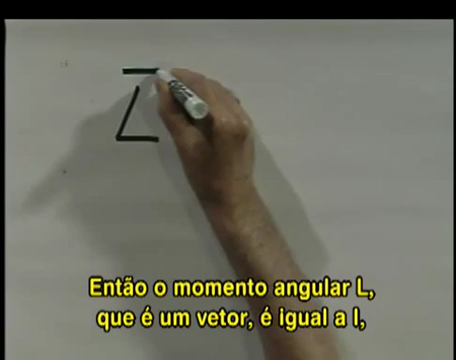 L
Então o momento angular L,
que é um vetor, é igual a I,